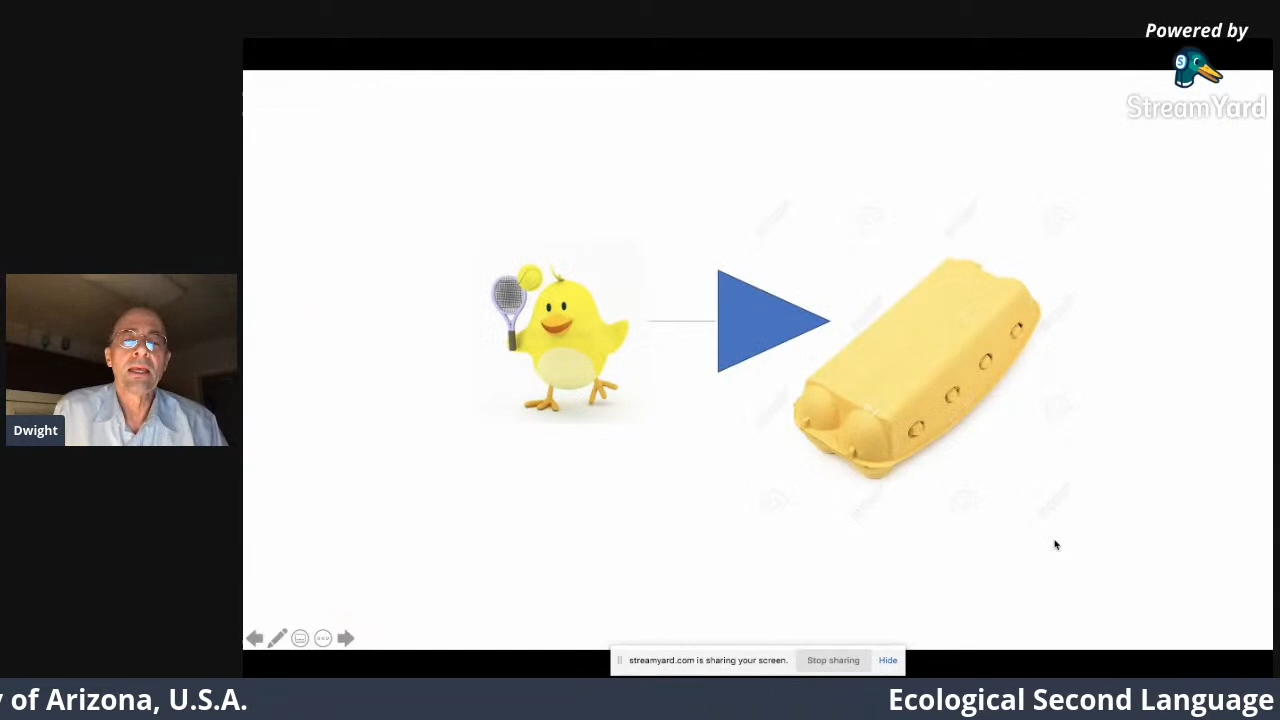 Powered by
StreamYard
Dwight
streamyard.com is sharing your screen.
Stop sharing
Hide
of Arizona, U.S.A.
Ecological Second Language